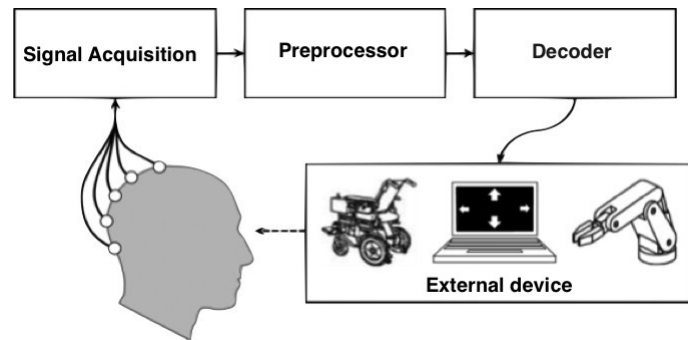 Signal Acquisition
Preprocessor
Decoder
External device